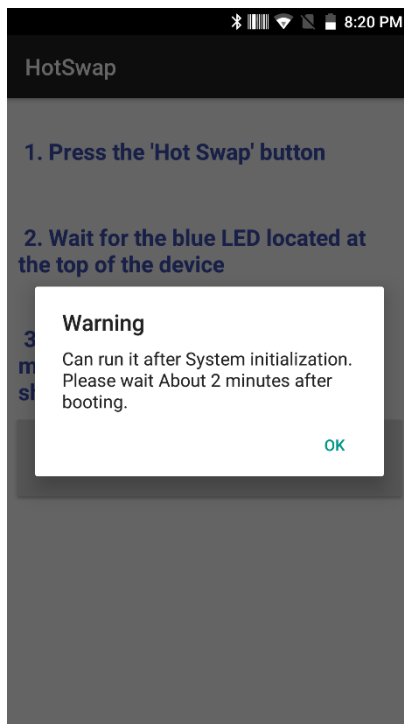 8:20 PM
HotSwap
1. Press the 'Hot Swap' button
2. Wait for the blue LED located at
the top of the device
3
Warning
Can run it after System initialization.
Please wait About 2 minutes after
booting.
OK